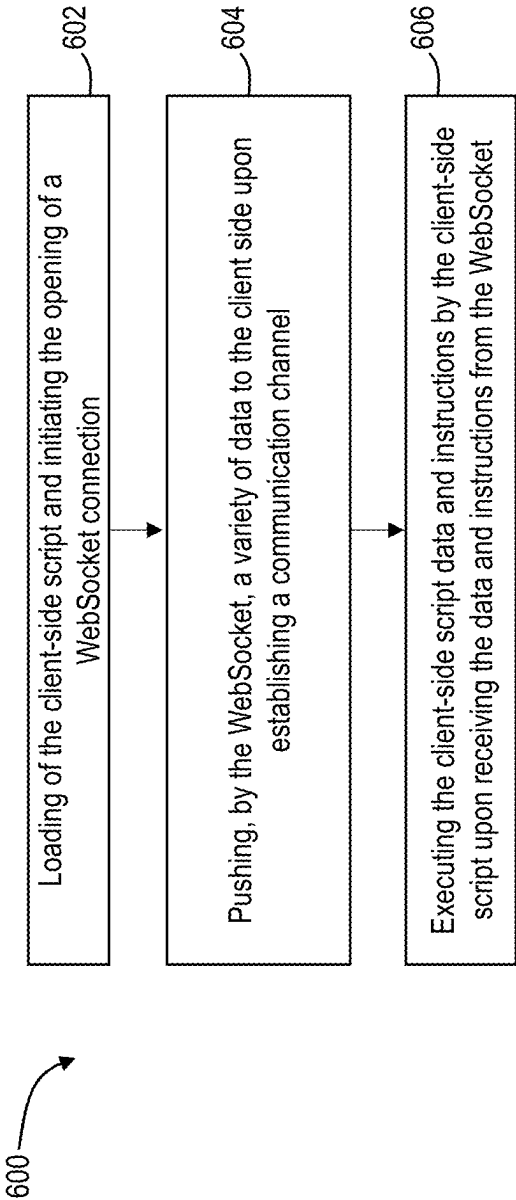 600
602
Loading of the client-side script and initiating the opening of a
WebSocket connection
604
Pushing, by the WebSocket, a variety of data to the client side upon
establishing a communication channel
606
Executing the client-side script data and instructions by the client-side
script upon receiving the data and instructions from the WebSocket